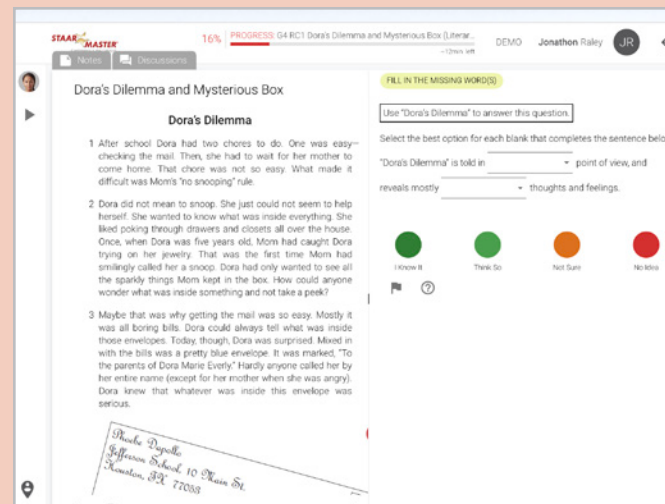 STAAR MASTER
16%
PROGRESS: G4 RC1 Dora's Dilemma and Mysterious Box (Literar...
~12min left
DEMO
Jonathon Raley
JR
Notes
Discussions
Dora's Dilemma and Mysterious Box
Dora's Dilemma
1 After school Dora had two chores to do. One was easy—
checking the mail. Then, she had to wait for her mother to
come home. That chore was not so easy. What made it
difficult was Mom's "no snooping" rule.
2 Dora did not mean to snoop. She just could not seem to help
herself. She wanted to know what was inside everything. She
liked poking through drawers and closets all over the house.
Once, when Dora was five years old, Mom had caught Dora
trying on her jewelry. That was the first time Mom had
smilingly called her a snoop. Dora had only wanted to see all
the sparkly things Mom kept in the box. How could anyone
wonder what was inside something and not take a peek?
3 Maybe that was why getting the mail was so easy. Mostly it
was all boring bills. Dora could always tell what was inside
those envelopes. Today, though, Dora was surprised. Mixed in
with the bills was a pretty blue envelope. It was marked, "To
the parents of Dora Marie Everly." Hardly anyone called her by
her entire name (except for her mother when she was angry).
Dora knew that whatever was inside this envelope was
serious.
Phoebe Dapollo
Jefferson School, 10 Main St.
Houston, TX 77053
FILL IN THE MISSING WORD(S)
Use "Dora's Dilemma" to answer this question.
Select the best option for each blank that completes the sentence belo
"Dora's Dilemma" is told in point of view, and
reveals mostly thoughts and feelings.
I Know It
Think So
Not Sure
No Idea